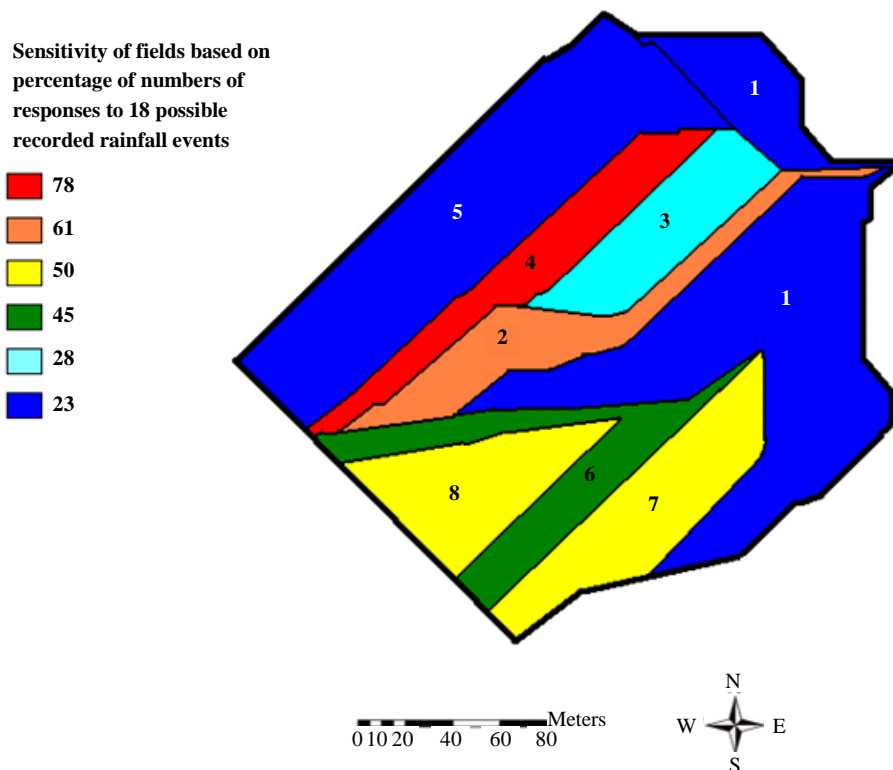 Sensitivity of fields based on
percentage of numbers of
responses to 18 possible
recorded rainfall events
78
61
50
45
28
23
1
5
3
4
1
2
6
8
7
Meters
0 10 20 40 60 80
N
W E
S